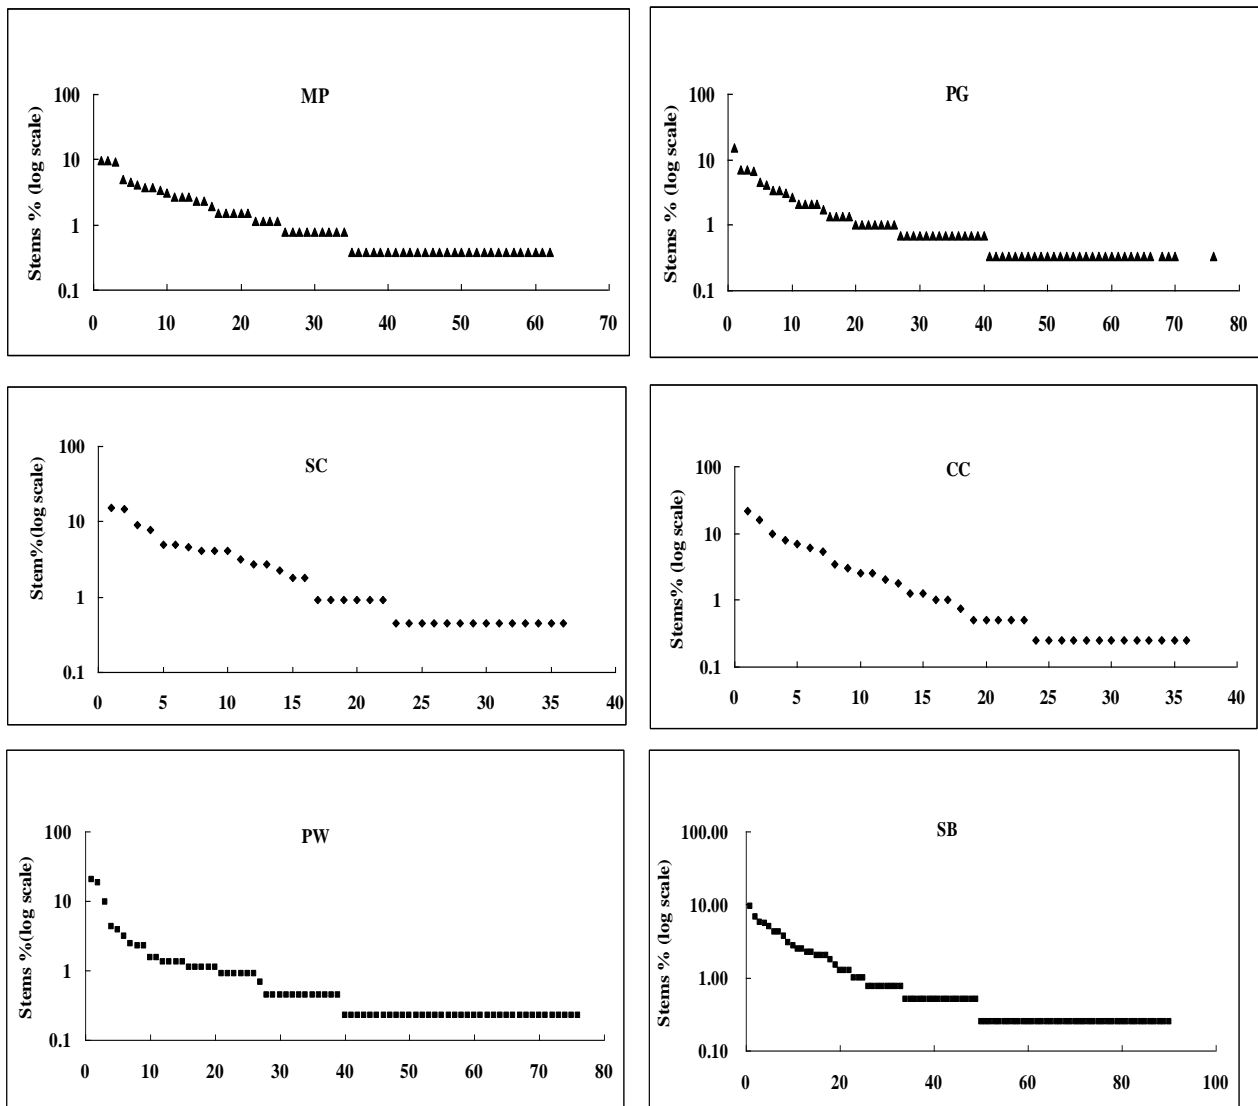 MP
Stems % (log scale)
100
10
1
0.1
0 10 20 30 40 50 60 70
PG
Stems % (log scale)
100
10
1
0.1
0 10 20 30 40 50 60 70 80
SC
Stem%(log scale)
100
10
1
0.1
0 5 10 15 20 25 30 35 40
CC
Stems% (log scale)
100
10
1
0.1
0 5 10 15 20 25 30 35 40
PW
Stems %(log scale)
100
10
1
0.1
0 10 20 30 40 50 60 70 80
SB
Stems % (log scale)
100.00
10.00
1.00
0.10
0 20 40 60 80 100